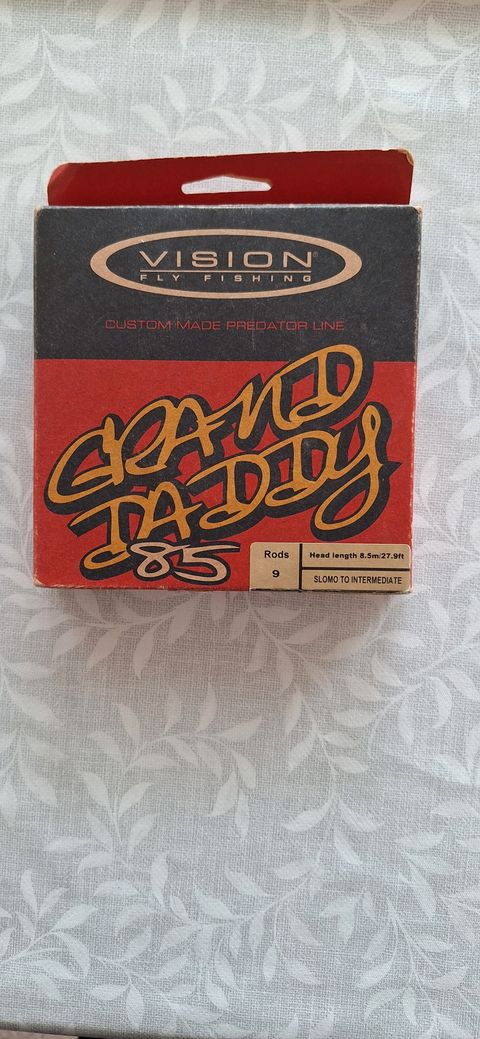 VISION®
FLY FISHING
CUSTOM MADE PREDATOR LINE
GRAND
DADDY
85
Rods
9
Head length 8.5m/27.9ft
SLOMO TO INTERMEDIATE